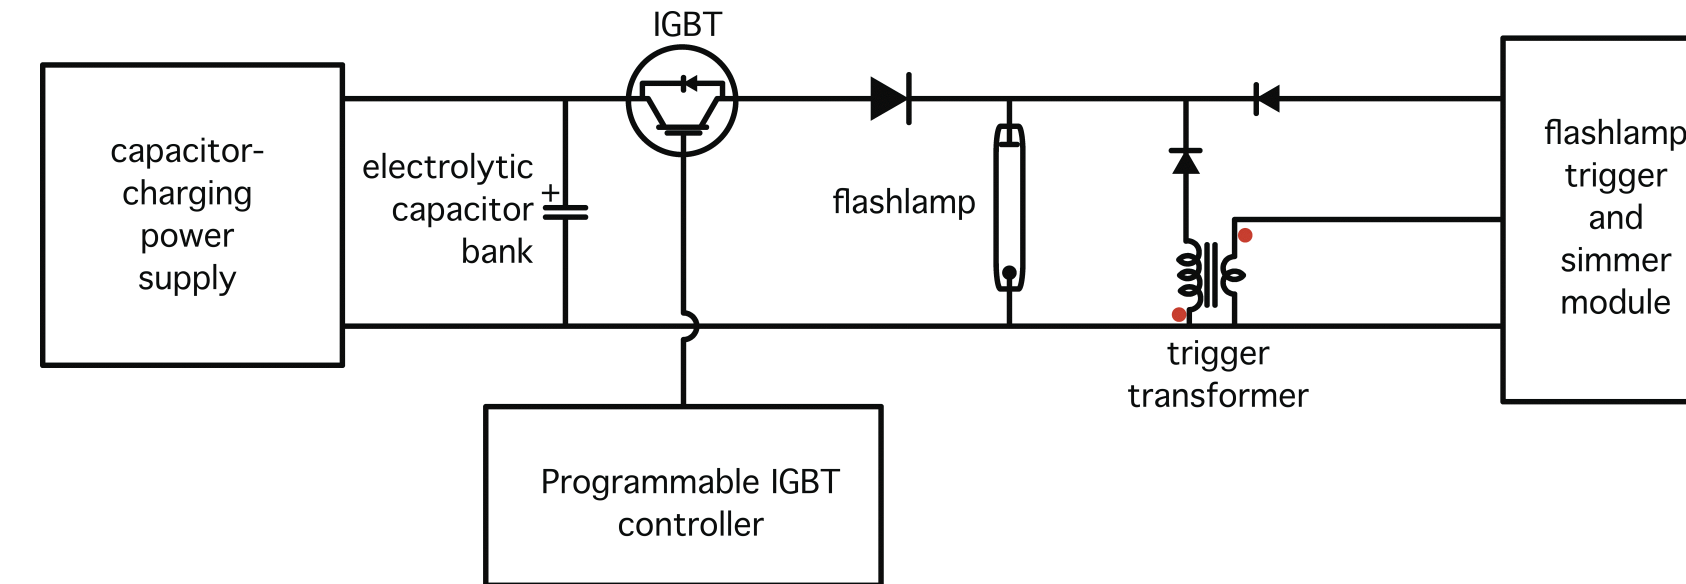 IGBT
capacitor-
charging
power
supply
electrolytic
capacitor
bank
+
flashlamp
trigger
transformer
flashlamp
trigger
and
simmer
module
Programmable IGBT
controller